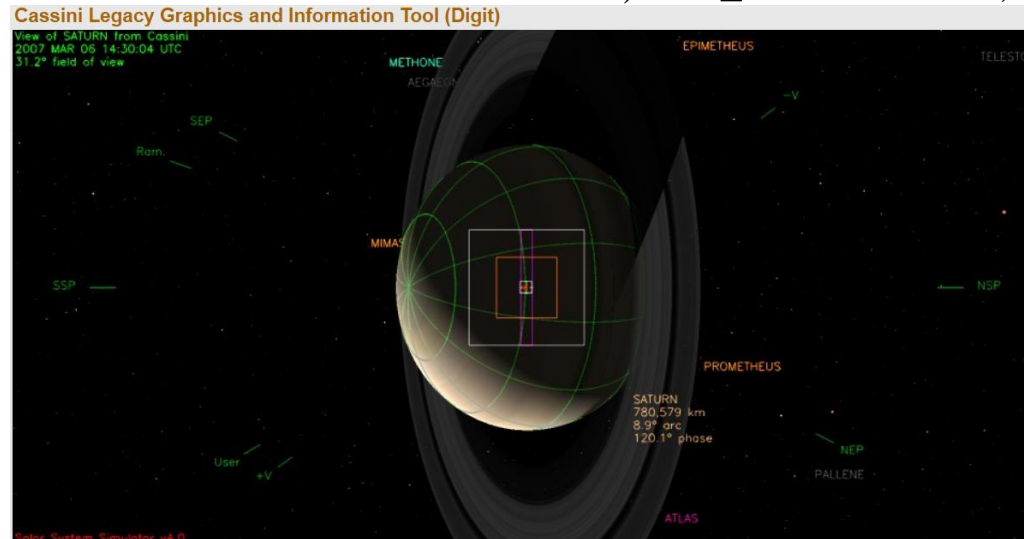 Cassini Legacy Graphics and Information Tool (Digit)
View of SATURN from Cassini
2007 MAR 06 14:30:04 UTC
31.2° field of view
EPIMETHEUS
METHONE
TELESTO
AEGAEON
-V
SEP
Ram.
MIMAS
SSP
NSP
PROMETHEUS
SATURN
780,579 km
8.9° arc
120.1° phase
NEP
User
+V
PALLENE
ATLAS
Solar System Simulator v4.0